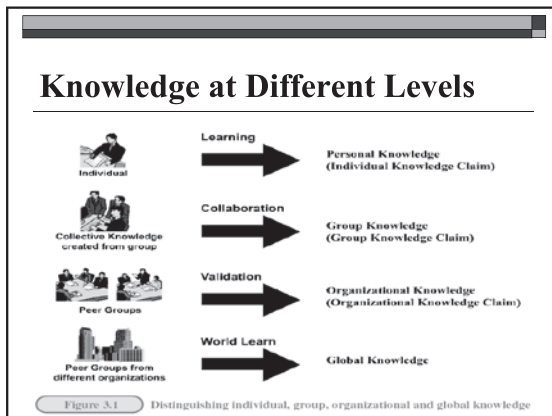 Knowledge at Different Levels
Learning
Individual
Personal Knowledge
(Individual Knowledge Claim)
Collaboration
Collective Knowledge
created from group
Group Knowledge
(Group Knowledge Claim)
Validation
Peer Groups
Organizational Knowledge
(Organizational Knowledge Claim)
World Learn
Peer Groups from
different organizations
Global Knowledge
Figure 3.1 Distinguishing individual, group, organizational and global knowledge